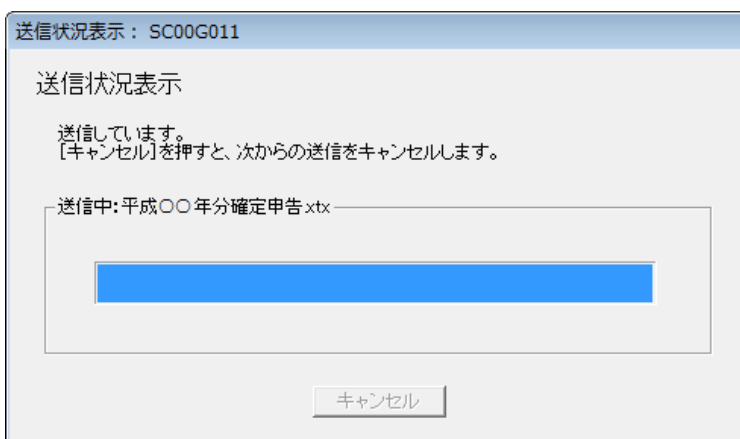 送信状況表示： SC00G011
送信状況表示
送信しています。
[キャンセル]を押すと、次からの送信をキャンセルします。
送信中:平成○○年分確定申告.xtx
キャンセル